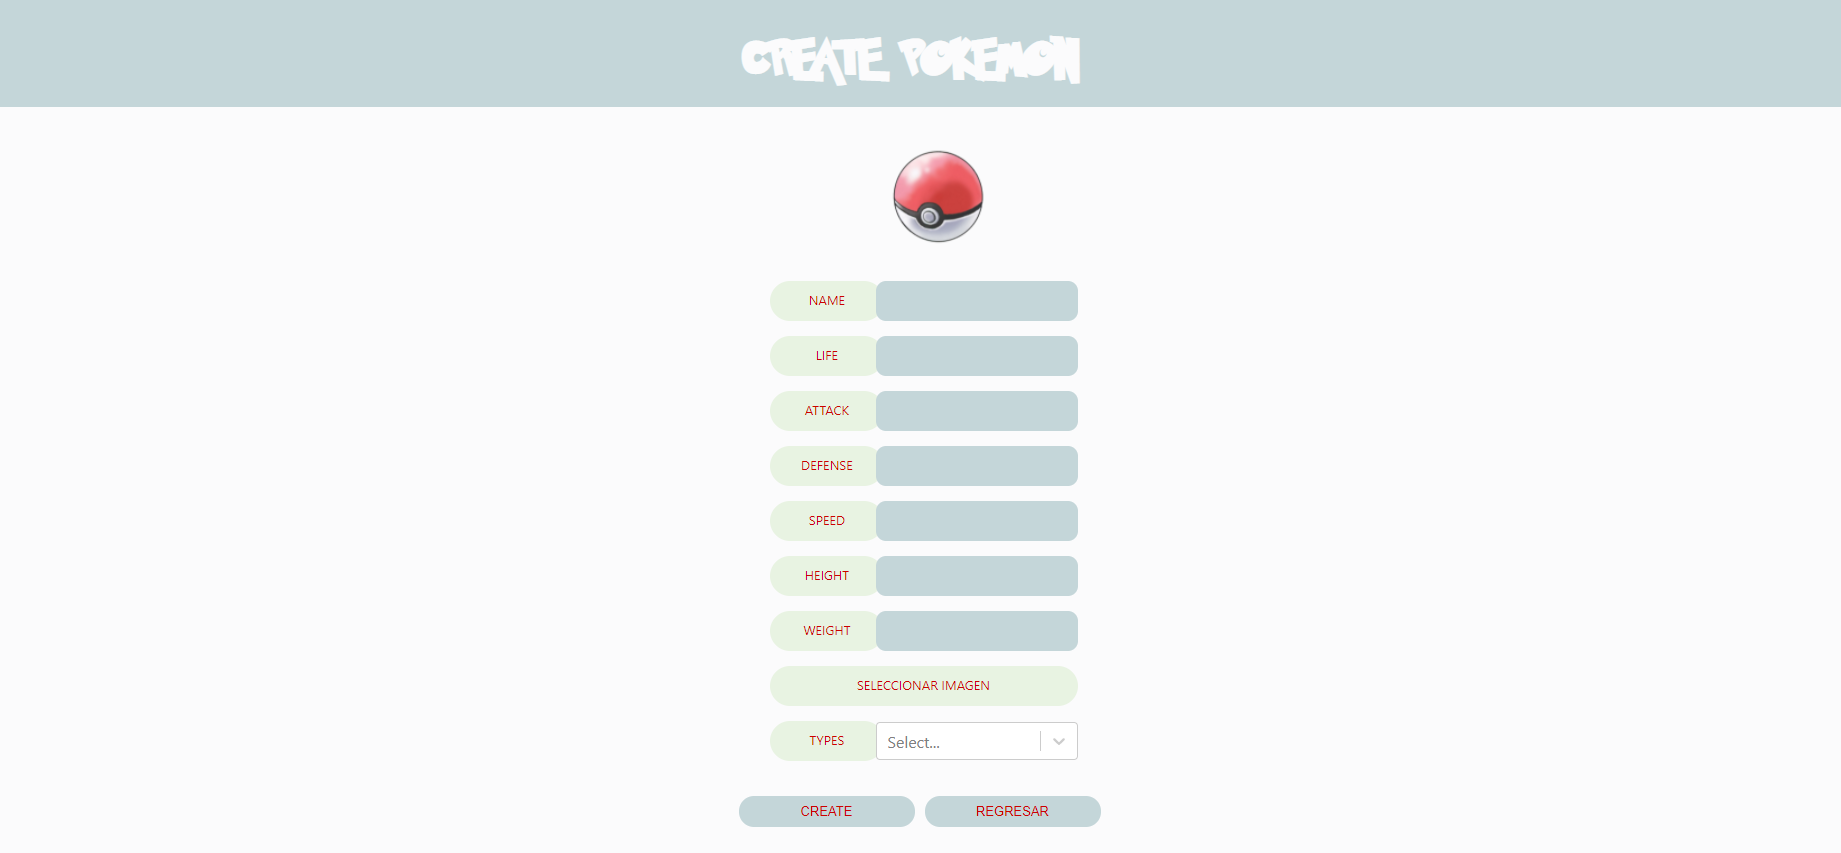 CREATE POKEMON
NAME
LIFE
ATTACK
DEFENSE
SPEED
HEIGHT
WEIGHT
SELECCIONAR IMAGEN
TYPES
Select...
CREATE
REGRESAR